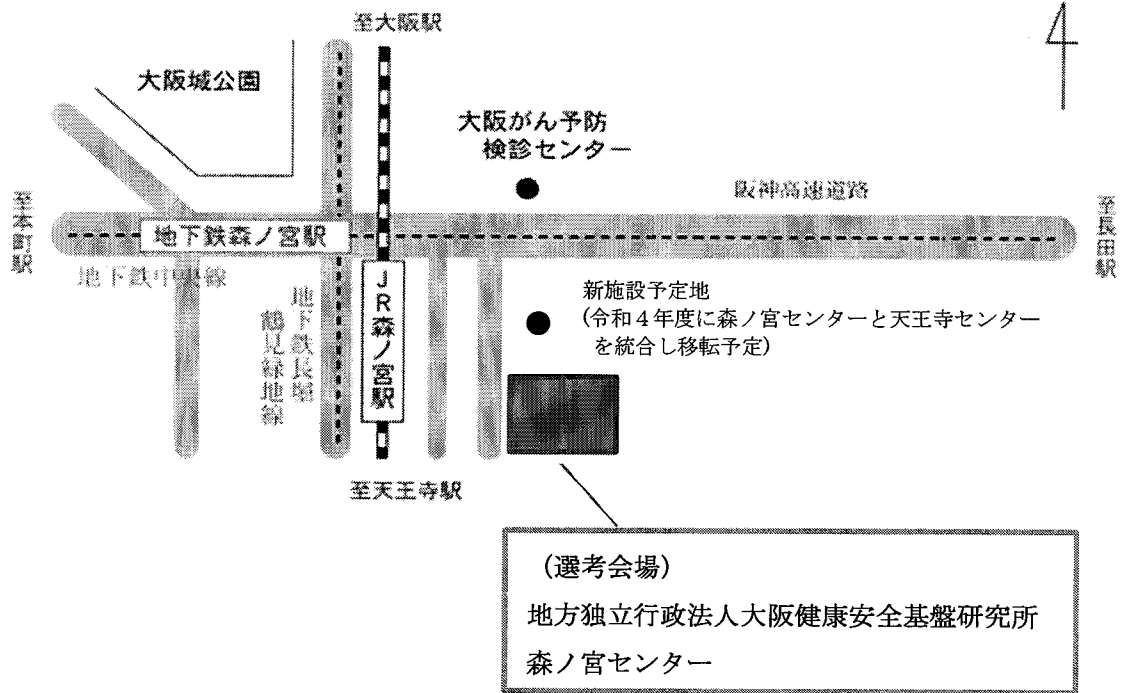 至大阪駅
大阪城公園
大阪がん予防
検診センター
阪神高速道路
至本町駅
地下鉄森ノ宮駅
至長田駅
地下鉄中央線
地下鉄長堀
鶴見緑地線
JR森ノ宮駅
新施設予定地
(令和4年度に森ノ宮センターと天王寺センター
を統合し移転予定)
至天王寺駅
(選考会場)
地方独立行政法人大阪健康安全基盤研究所
森ノ宮センター